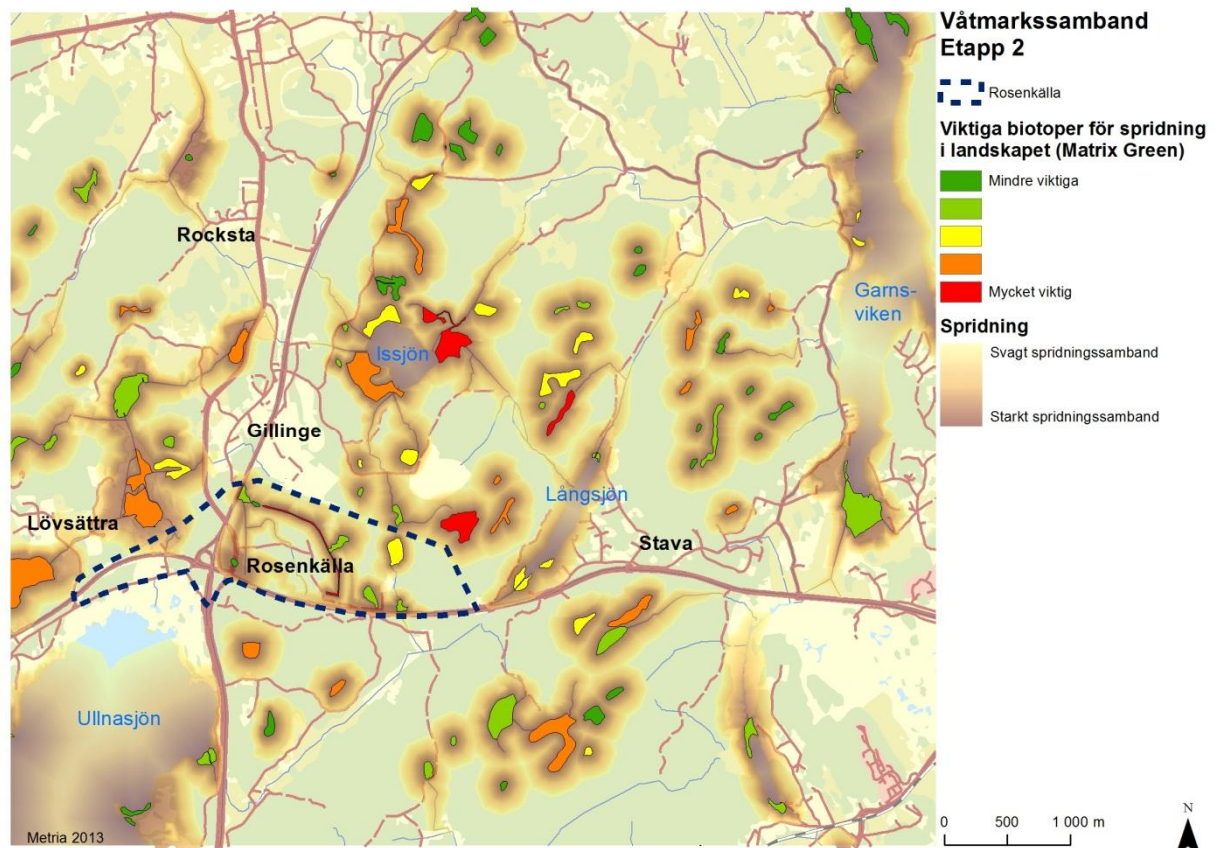 Våtmarkssamband
Etapp 2
Rosenkälla
Viktiga biotoper för spridning
i landskapet (Matrix Green)
Mindre viktiga
Mycket viktig
Spridning
Svagt spridningssamband
Starkt spridningssamband
Rocksta
Garns-
viken
Issjön
Gillinge
Långsjön
Lövsättra
Stava
Rosenkälla
Ullnasjön
Metria 2013
0 500 1 000 m
N